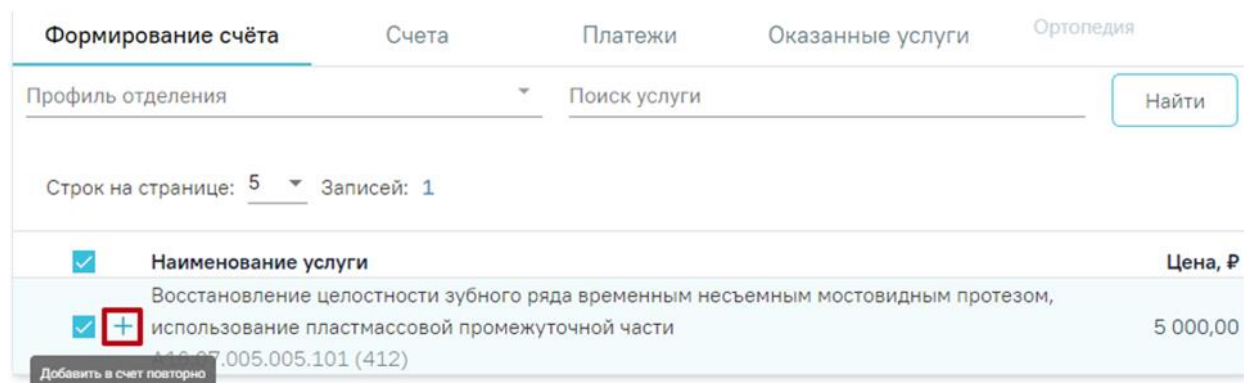 Формирование счёта Счета Платежи Оказанные услуги Ортопедия
Профиль отделения Поиск услуги Найти
Строк на странице: 5 Записей: 1
Наименование услуги Цена, ₽
Восстановление целостности зубного ряда временным несъемным мостовидным протезом,
использование пластмассовой промежуточной части 5 000,00
.005.005.101 (412)
Добавить в счет повторно